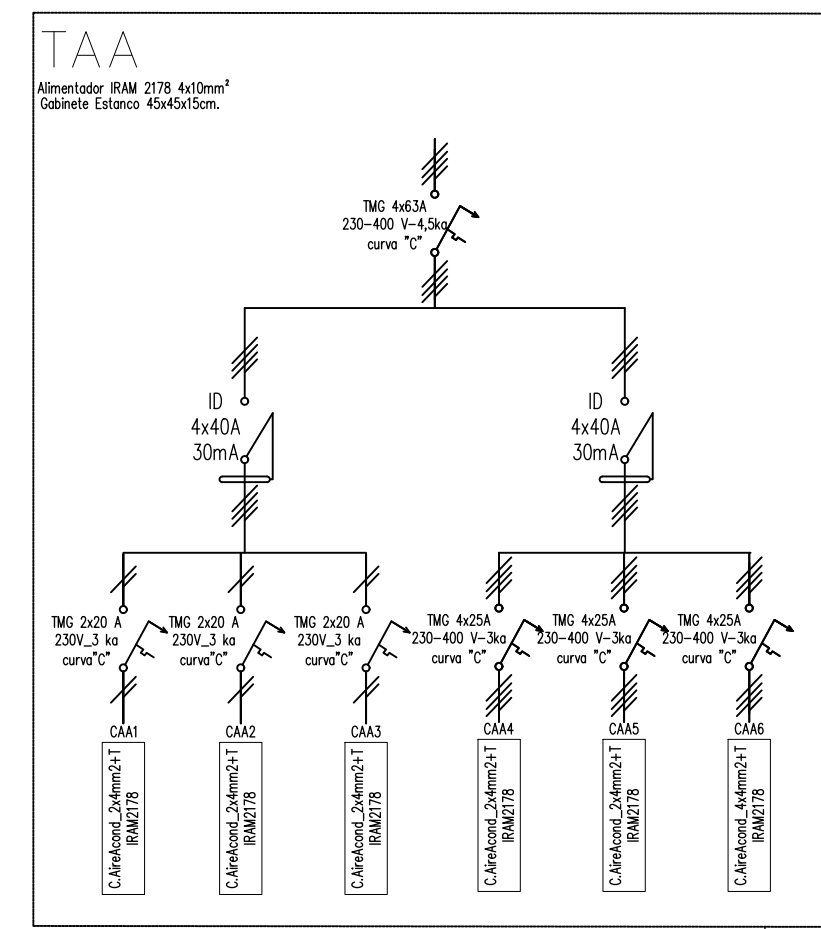 TAA
Alimentador IRAM 2178 4x10mm²
Gabinete Estanco 45x45x15cm.
TMG 4x63A
230-400 V-4,5ka
curva "C"
ID
4x40A
30mA
ID
4x40A
30mA
TMG 2x20 A
230V_3 ka
curva"C"
TMG 2x20 A
230V_3 ka
curva"C"
TMG 2x20 A
230V_3 ka
curva"C"
TMG 4x25A
230-400 V-3ka
curva "C"
TMG 4x25A
230-400 V-3ka
curva "C"
TMG 4x25A
230-400 V-3ka
curva "C"
CAA1
CAA2
CAA3
CAA4
CAA5
CAA6
C.AireAcond_2x4mm2+T
IRAM2178
C.AireAcond_2x4mm2+T
IRAM2178
C.AireAcond_2x4mm2+T
IRAM2178
C.AireAcond_2x4mm2+T
IRAM2178
C.AireAcond_2x4mm2+T
IRAM2178
C.AireAcond_4x4mm2+T
IRAM2178